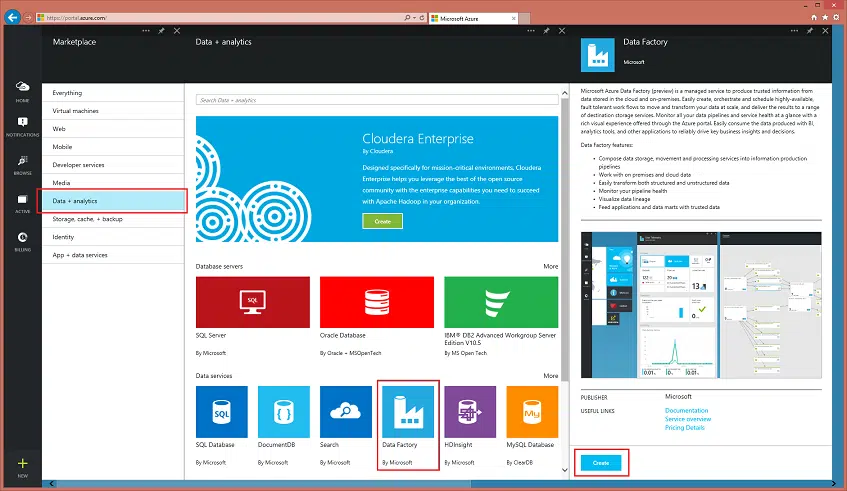 https://portal.azure.com/
Microsoft Azure
Marketplace
Data + analytics
Data Factory
Microsoft
HOME
NOTIFICATIONS
BROWSE
ACTIVE
BILLING
NEW
Everything
Virtual machines
Web
Mobile
Developer services
Media
Data + analytics
Storage, cache, + backup
Identity
App + data services
Search Data + analytics
Cloudera Enterprise
By Cloudera
Designed specifically for mission-critical environments, Cloudera
Enterprise helps you leverage the best of the open source
community with the enterprise capabilities you need to succeed
with Apache Hadoop in your organization.
Create
Database servers
More
SQL
SQL Server
By Microsoft
Oracle Database
By Oracle + MSOpenTech
IBM® DB2 Advanced Workgroup Server
Edition V10.5
By MS Open Tech
Data services
More
SQL
SQL Database
By Microsoft
DocumentDB
By Microsoft
Search
By Microsoft
Data Factory
By Microsoft
HDInsight
By Microsoft
My
MySQL Database
By ClearDB
Microsoft Azure Data Factory (preview) is a managed service to produce trusted information from
data stored in the cloud and on-premises. Easily create, orchestrate and schedule highly-available,
fault tolerant work flows to move and transform your data at scale, and deliver the results to a range
of destination storage services. Monitor all your data pipelines and service health at a glance with a
rich visual experience offered through the Azure portal. Easily consume the data produced with BI,
analytics tools, and other applications to reliably drive key business insights and decisions.
Data Factory features:
• Compose data storage, movement and processing services into information production
pipelines
• Work with on premises and cloud data
• Easily transform both structured and unstructured data
• Monitor your pipeline health
• Visualize data lineage
• Feed applications and data marts with trusted data
PUBLISHER
Microsoft
USEFUL LINKS
Documentation
Service overview
Pricing Details
Create